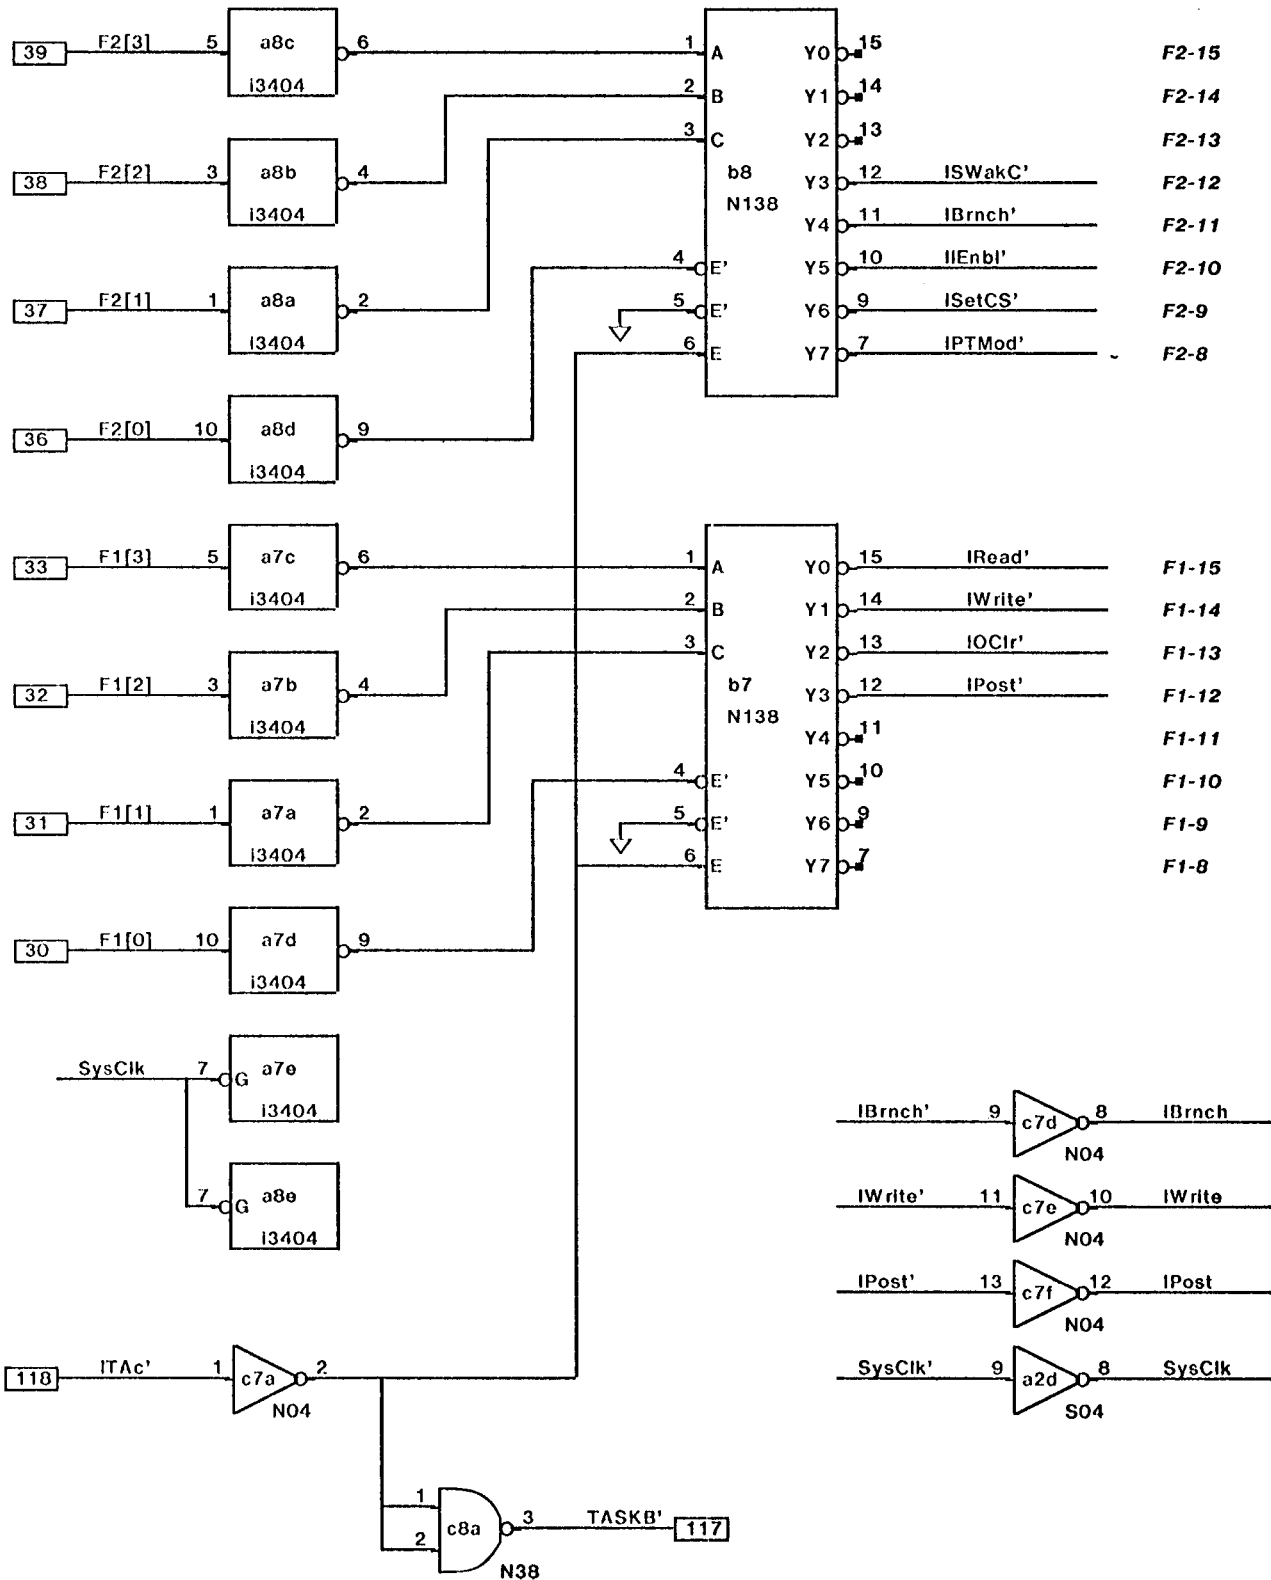 39 F2[3] 5 a8c i3404 6 1 A Y0 15 F2-15
2 B Y1 14 F2-14
3 C Y2 13 F2-13
38 F2[2] 3 a8b i3404 4 b8 N138 Y3 12 ISWakC' F2-12
Y4 11 IBrnch' F2-11
4 E' Y5 10 IIEnbl' F2-10
37 F2[1] 1 a8a i3404 2 5 E' Y6 9 ISetCS' F2-9
6 E Y7 7 IPTMod' F2-8
36 F2[0] 10 a8d i3404 9
33 F1[3] 5 a7c i3404 6 1 A Y0 15 IRead' F1-15
2 B Y1 14 IWrite' F1-14
3 C Y2 13 IOClr' F1-13
32 F1[2] 3 a7b i3404 4 b7 N138 Y3 12 IPost' F1-12
Y4 11 F1-11
4 E' Y5 10 F1-10
31 F1[1] 1 a7a i3404 2 5 E' Y6 9 F1-9
6 E Y7 7 F1-8
30 F1[0] 10 a7d i3404 9
SysClk 7 G a7e i3404
7 G a8e i3404
IBrnch' 9 c7d 8 IBrnch
N04
IWrite' 11 c7e 10 IWrite
N04
IPost' 13 c7f 12 IPost
N04
118 ITAc' 1 c7a 2
N04
SysClk' 9 a2d 8 SysClk
S04
1 2 c8a 3 TASKB' 117
N38